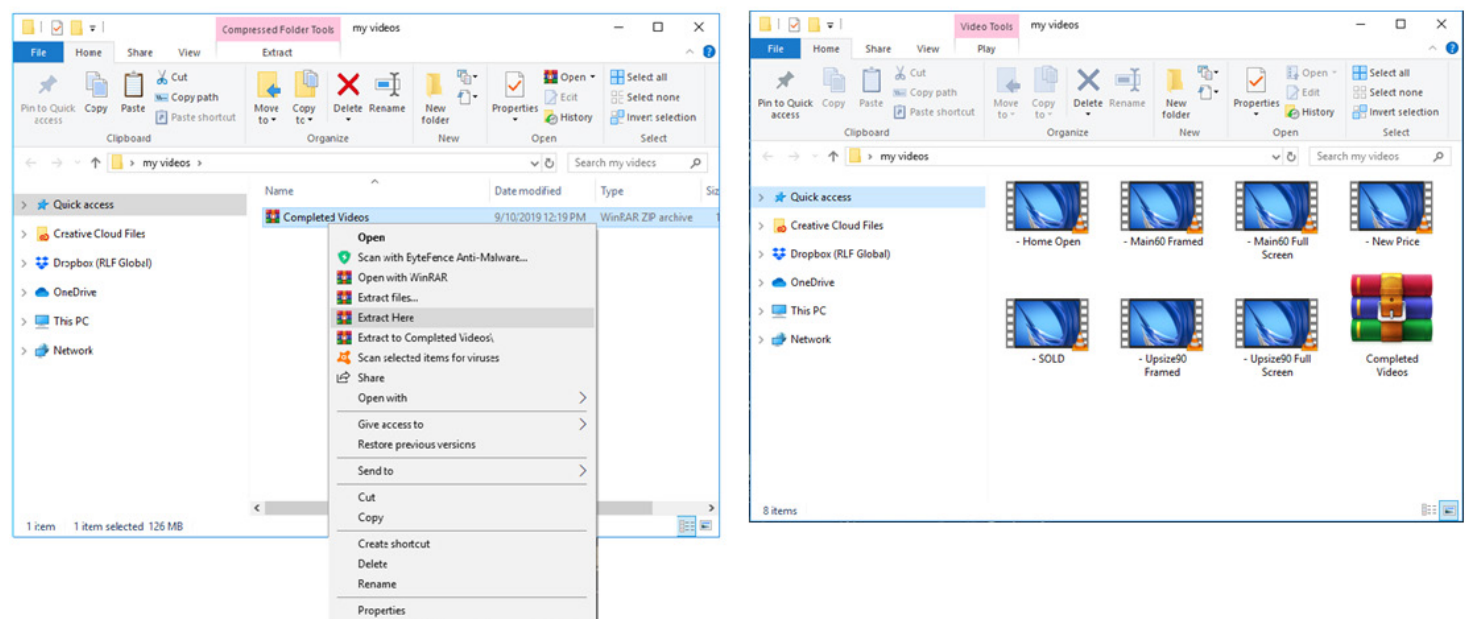 Compressed Folder Tools my videos
File Home Share View Extract
Pin to Quick access
Copy
Paste
Cut
Copy path
Paste shortcut
Clipboard
Move to
Copy to
Delete
Rename
Organize
New folder
New
Properties
Open
Edit
History
Open
Select all
Select none
Invert selection
Select
my videos
Search my videos
Name Date modified Type Siz
Quick access
Creative Cloud Files
Dropbox (RLF Global)
OneDrive
This PC
Network
Completed Videos 9/10/2019 12:19 PM WinRAR ZIP archive 1
Open
Scan with ByteFence Anti-Malware...
Open with WinRAR
Extract files...
Extract Here
Extract to Completed Videos\
Scan selected items for viruses
Share
Open with
Give access to
Restore previous versions
Send to
Cut
Copy
Create shortcut
Delete
Rename
Properties
1 item 1 item selected 126 MB
Video Tools my videos
File Home Share View Play
Pin to Quick access
Copy
Paste
Cut
Copy path
Paste shortcut
Clipboard
Move to
Copy to
Delete
Rename
Organize
New folder
New
Properties
Open
Edit
History
Open
Select all
Select none
Invert selection
Select
my videos
Search my videos
Quick access
Creative Cloud Files
Dropbox (RLF Global)
OneDrive
This PC
Network
- Home Open
- Main60 Framed
- Main60 Full
Screen
- New Price
- SOLD
- Upsize90
Framed
- Upsize90 Full
Screen
Completed
Videos
8 items